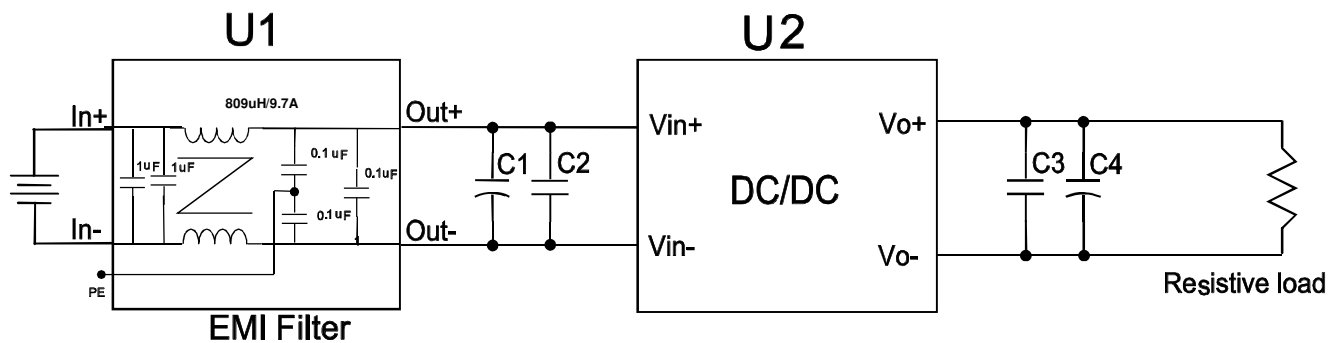 U1
U2
809uH/9.7A
In+
Out+
Vin+
Vo+
1uF
1uF
0.1uF
0.1uF
C1
C2
DC/DC
C3
C4
0.1uF
In-
Out-
Vin-
Vo-
PE
Resistive load
EMI Filter